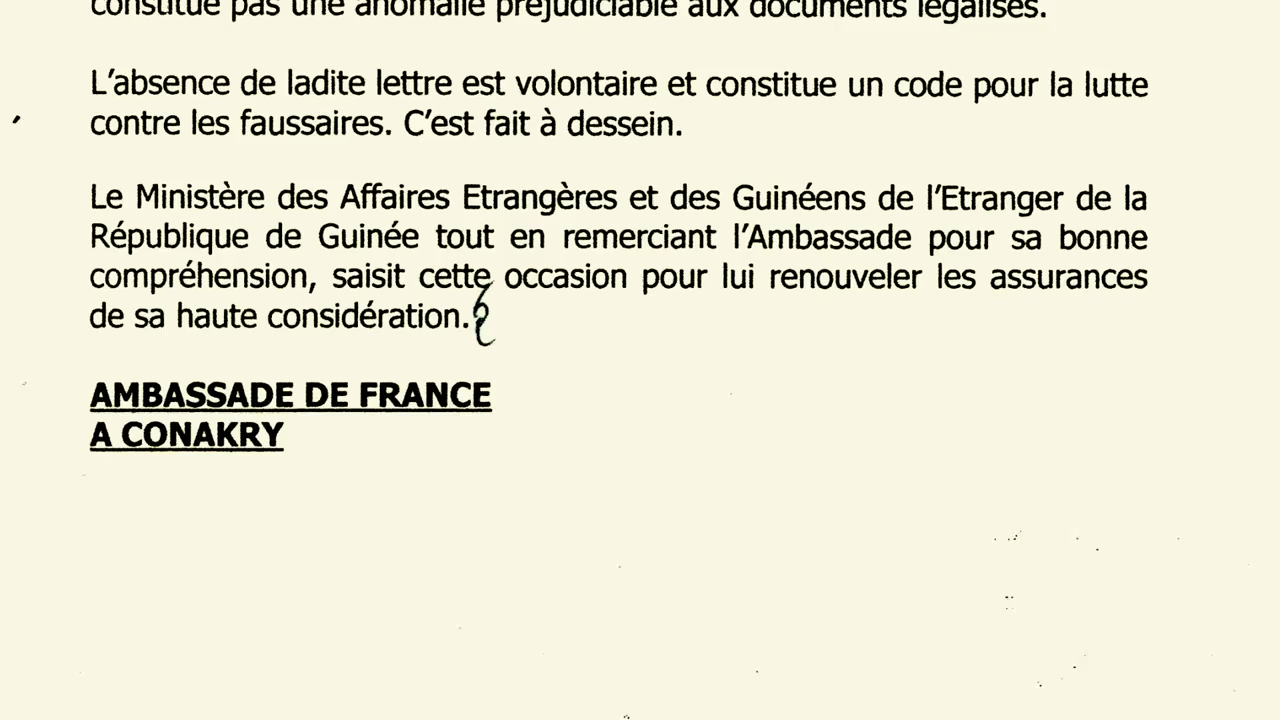 constitue pas une anomalie préjudiciable aux documents légalisés.
L'absence de ladite lettre est volontaire et constitue un code pour la lutte
contre les faussaires. C'est fait à dessein.
Le Ministère des Affaires Etrangères et des Guinéens de l'Etranger de la
République de Guinée tout en remerciant l'Ambassade pour sa bonne
compréhension, saisit cette occasion pour lui renouveler les assurances
de sa haute considération.
AMBASSADE DE FRANCE
A CONAKRY